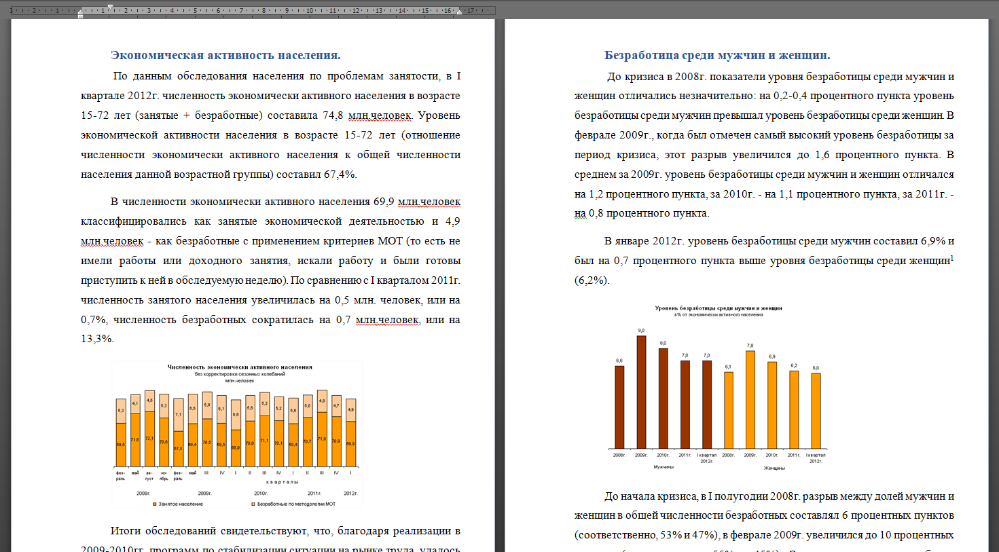 3 2 1 1 2 3 4 5 6 7 8 9 10 11 12 13 14 15 16 17
Экономическая активность населения.
По данным обследования населения по проблемам занятости, в I
квартале 2012г. численность экономически активного населения в возрасте
15-72 лет (занятые + безработные) составила 74,8 млн.человек. Уровень
экономической активности населения в возрасте 15-72 лет (отношение
численности экономически активного населения к общей численности
населения данной возрастной группы) составил 67,4%.
В численности экономически активного населения 69,9 млн.человек
классифицировались как занятые экономической деятельностью и 4,9
млн.человек - как безработные с применением критериев МОТ (то есть не
имели работы или доходного занятия, искали работу и были готовы
приступить к ней в обследуемую неделю). По сравнению с I кварталом 2011г.
численность занятого населения увеличилась на 0,5 млн. человек, или на
0,7%, численность безработных сократилась на 0,7 млн.человек, или на
13,3%.
Численность экономически активного населения
без корректировки сезонных колебаний
млн.человек
5,3 4,1 4,5 5,3 7,1 6,5 5,9 6,1 6,6 5,6 5,2 5,2 5,6 5,0 4,8 4,7 4,9
69,5 71,6 72,1 70,6 67,8 69,4 70,5 69,5 68,0 70,0 71,1 70,1 69,4 70,7 71,9 70,9 69,9
фев- май ав- но- фев- май III IV I II III IV I II III IV I
раль густ ябрь раль
кварталы
2008г. 2009г. 2010г. 2011г. 2012г.
Занятое население Безработные по методологии МОТ
Итоги обследований свидетельствуют, что, благодаря реализации в
2009-2010гг. программ по стабилизации ситуации на рынке труда, удалось
Безработица среди мужчин и женщин.
До кризиса в 2008г. показатели уровня безработицы среди мужчин и
женщин отличались незначительно: на 0,2-0,4 процентного пункта уровень
безработицы среди мужчин превышал уровень безработицы среди женщин. В
феврале 2009г., когда был отмечен самый высокий уровень безработицы за
период кризиса, этот разрыв увеличился до 1,6 процентного пункта. В
среднем за 2009г. уровень безработицы среди мужчин и женщин отличался
на 1,2 процентного пункта, за 2010г. - на 1,1 процентного пункта, за 2011г. -
на 0,8 процентного пункта.
В январе 2012г. уровень безработицы среди мужчин составил 6,9% и
был на 0,7 процентного пункта выше уровня безработицы среди женщин1
(6,2%).
Уровень безработицы среди мужчин и женщин
в % от экономически активного населения
6,6 9,0 8,0 7,0 7,0 6,1 7,8 6,9 6,2 6,0
2008г. 2009г. 2010г. 2011г. I квартал 2008г. 2009г. 2010г. 2011г. I квартал
2012г. 2012г.
Мужчины Женщины
До начала кризиса, в I полугодии 2008г. разрыв между долей мужчин и
женщин в общей численности безработных составлял 6 процентных пунктов
(соответственно, 53% и 47%), в феврале 2009г. увеличился до 10 процентных